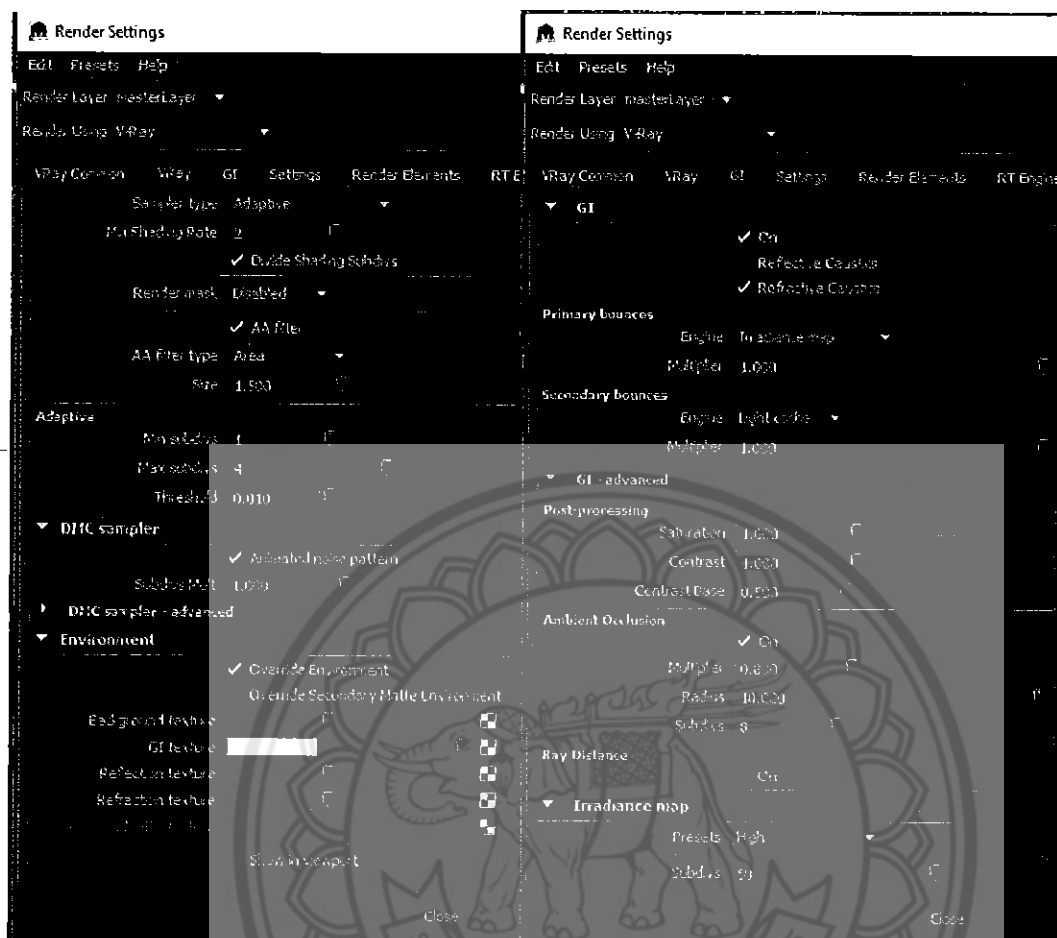 Render Settings
Edit Presets Help
Render Layer masterLayer
Render Using V-Ray
VRay Common VRay GI Settings Render Elements RT E
Sampler type Adaptive
Min Shading Rate 2
Divide Shading Subdivs
Render mask Disabled
AA filter
AA filter type Area
Size 1.500
Adaptive
Min subdivs 1
Max subdivs 4
Threshold 0.010
DMC sampler
Animated noise pattern
Subdivs Mult 1.000
DMC sampler - advanced
Environment
Override Environment
Override Secondary Matte Environment
Background texture
GI texture
Reflection texture
Refraction texture
Show in viewport
Close
Render Settings
Edit Presets Help
Render Layer masterLayer
Render Using V-Ray
VRay Common VRay GI Settings Render Elements RT Engine
GI
On
Reflective Caustics
Refractive Caustics
Primary bounces
Engine Irradiance map
Multiplier 1.000
Secondary bounces
Engine Light cache
Multiplier 1.000
GI - advanced
Post-processing
Saturation 1.000
Contrast 1.000
Contrast Base 0.500
Ambient Occlusion
On
Multiplier 0.800
Radius 10.000
Subdivs 8
Ray Distance
On
Irradiance map
Presets High
Subdivs 50
Close